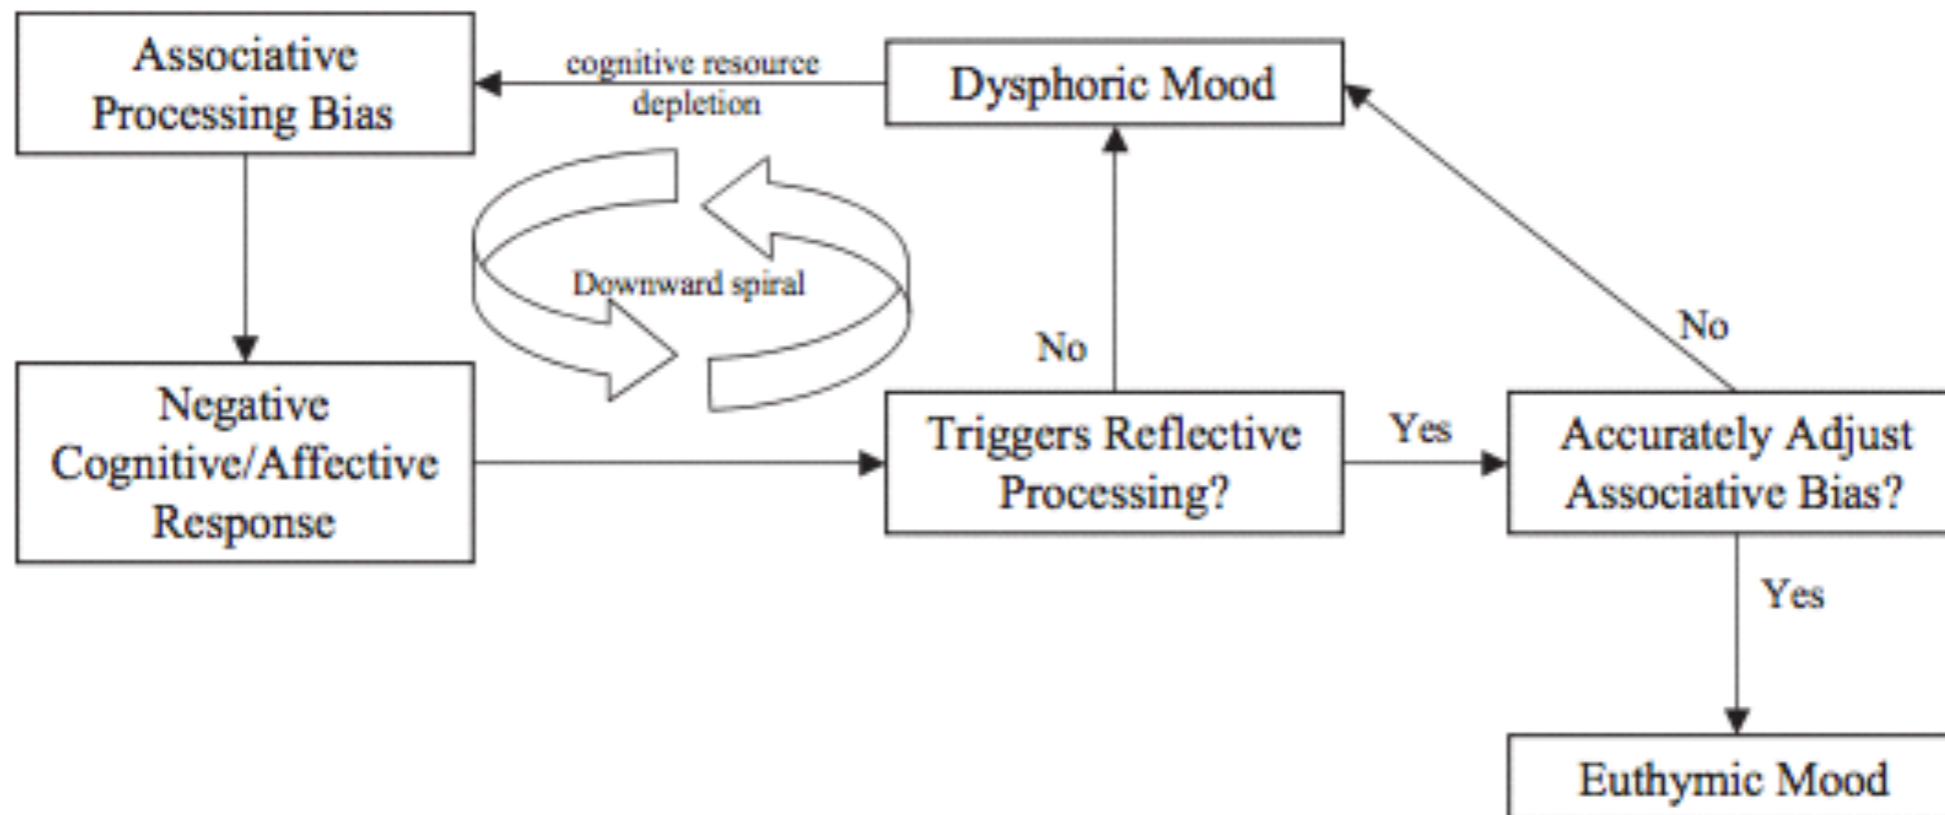 Associative
Processing Bias
cognitive resource
depletion
Dysphoric Mood
Downward spiral
No
No
Negative
Cognitive/Affective
Response
Triggers Reflective
Processing?
Yes
Accurately Adjust
Associative Bias?
Yes
Euthymic Mood